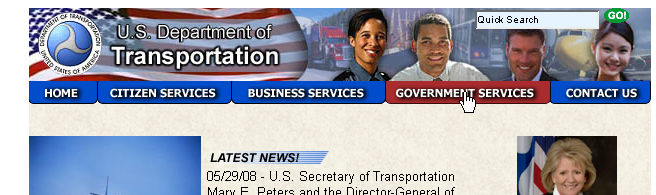 DEPARTMENT OF TRANSPORTATION
UNITED STATES OF AMERICA
U.S. Department of
Transportation
Quick Search
GO!
HOME
CITIZEN SERVICES
BUSINESS SERVICES
GOVERNMENT SERVICES
CONTACT US
LATEST NEWS!
05/29/08 - U.S. Secretary of Transportation
Mary E. Peters and the Director-General of